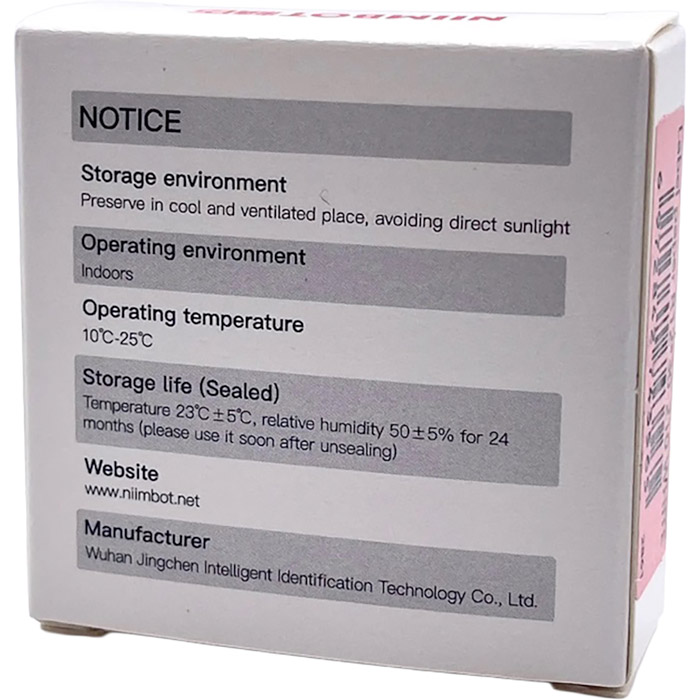 NIIMBOT
NOTICE
Storage environment
Preserve in cool and ventilated place, avoiding direct sunlight
Operating environment
Indoors
Operating temperature
10℃-25℃
Storage life (Sealed)
Temperature 23℃±5℃, relative humidity 50±5% for 24
months (please use it soon after unsealing)
Website
www.niimbot.net
Manufacturer
Wuhan Jingchen Intelligent Identification Technology Co., Ltd.